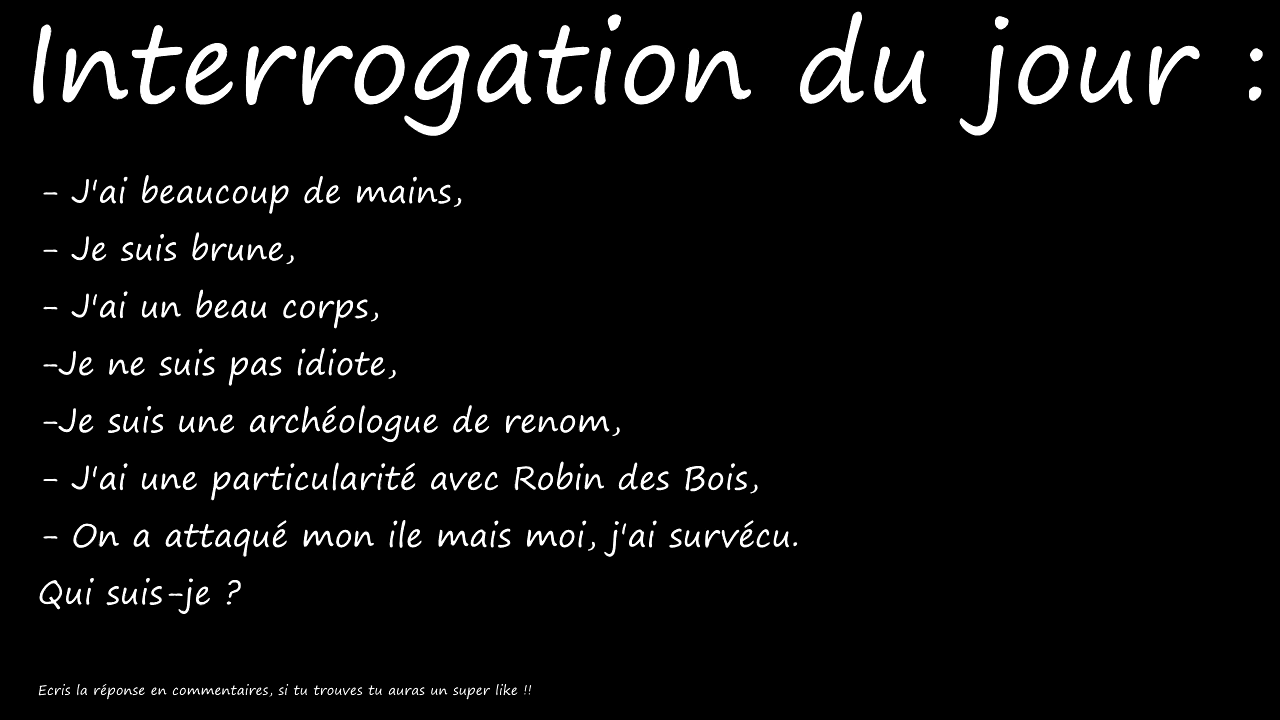 Interrogation du jour :
- J'ai beaucoup de mains,
- Je suis brune,
- J'ai un beau corps,
-Je ne suis pas idiote,
-Je suis une archéologue de renom,
- J'ai une particularité avec Robin des Bois,
- On a attaqué mon ile mais moi, j'ai survécu.
Qui suis-je ?
Ecris la réponse en commentaires, si tu trouves tu auras un super like !!